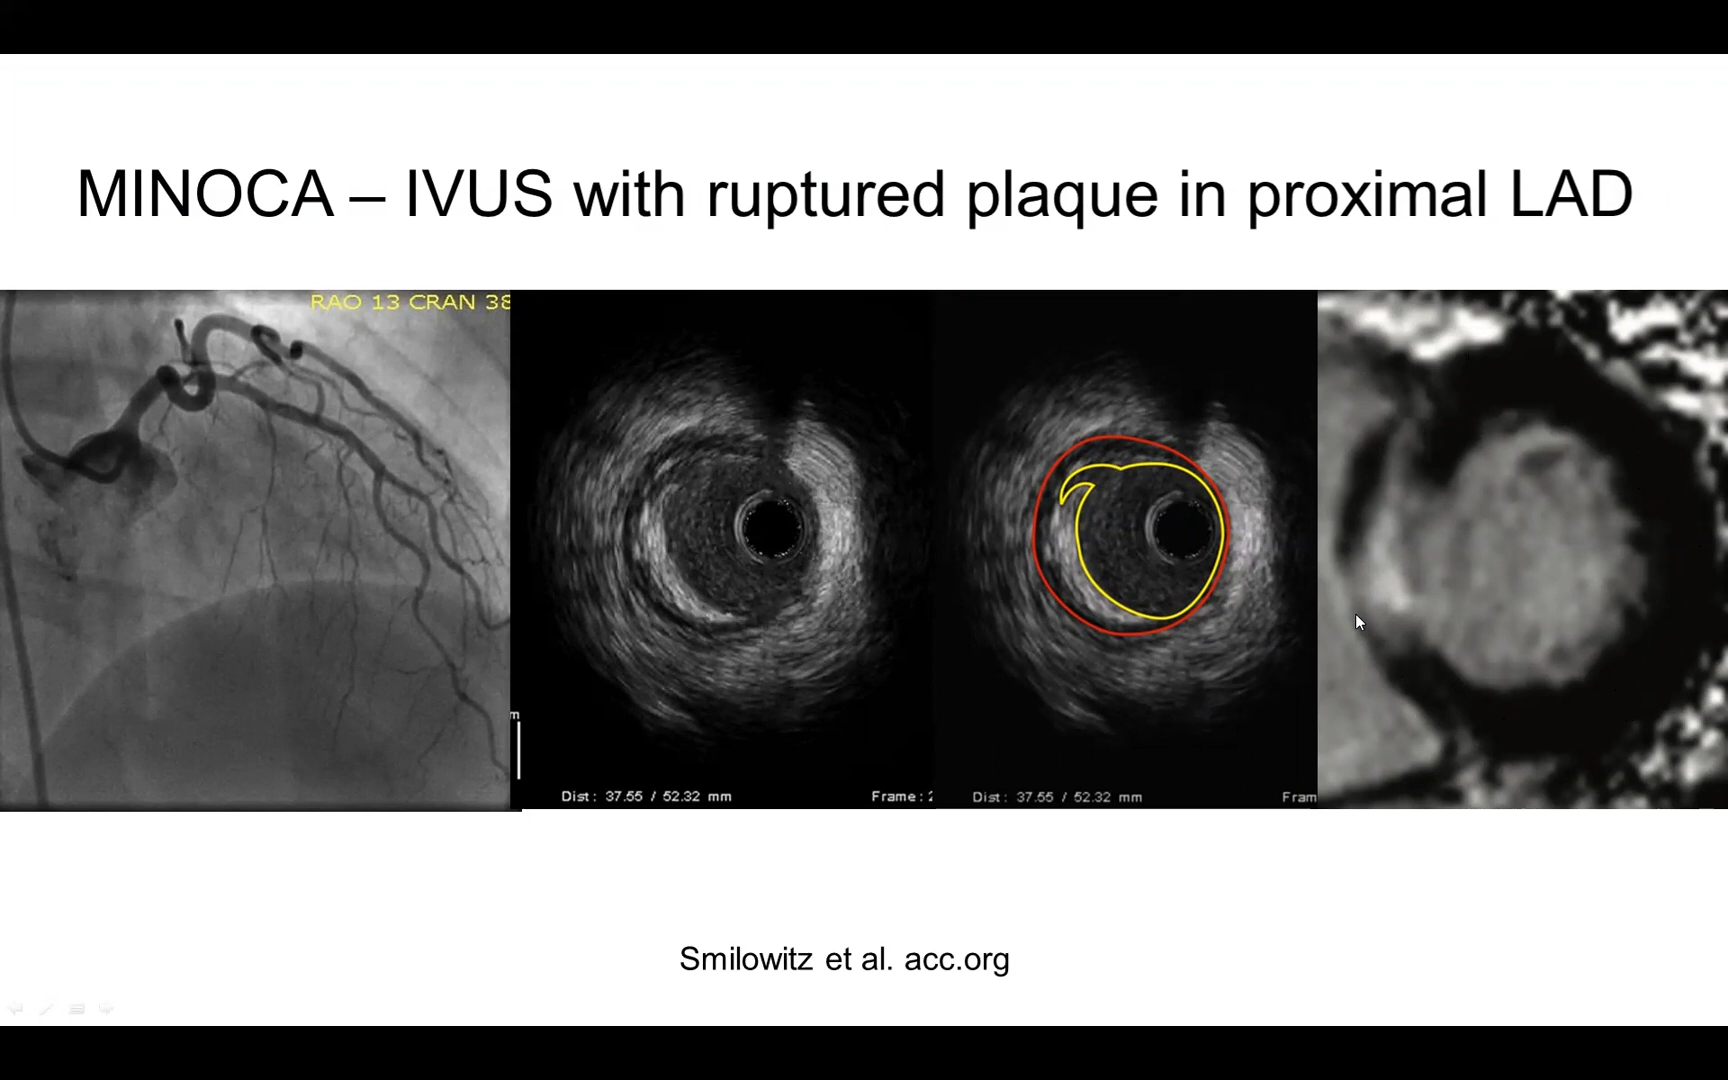 MINOCA – IVUS with ruptured plaque in proximal LAD
RAO 13 CRAN 38
m
Dist : 37.55 / 52.32 mm
Frame : 2
Dist : 37.55 / 52.32 mm
Fram
Smilowitz et al. acc.org